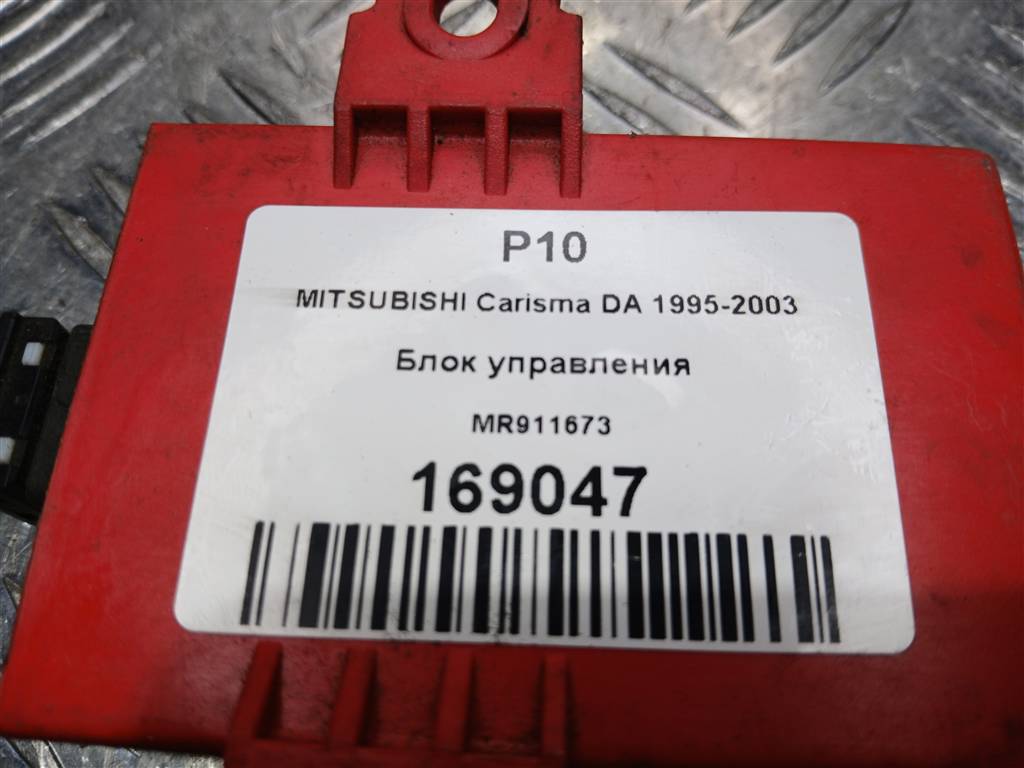 P10
MITSUBISHI Carisma DA 1995-2003
Блок управления
MR911673
169047